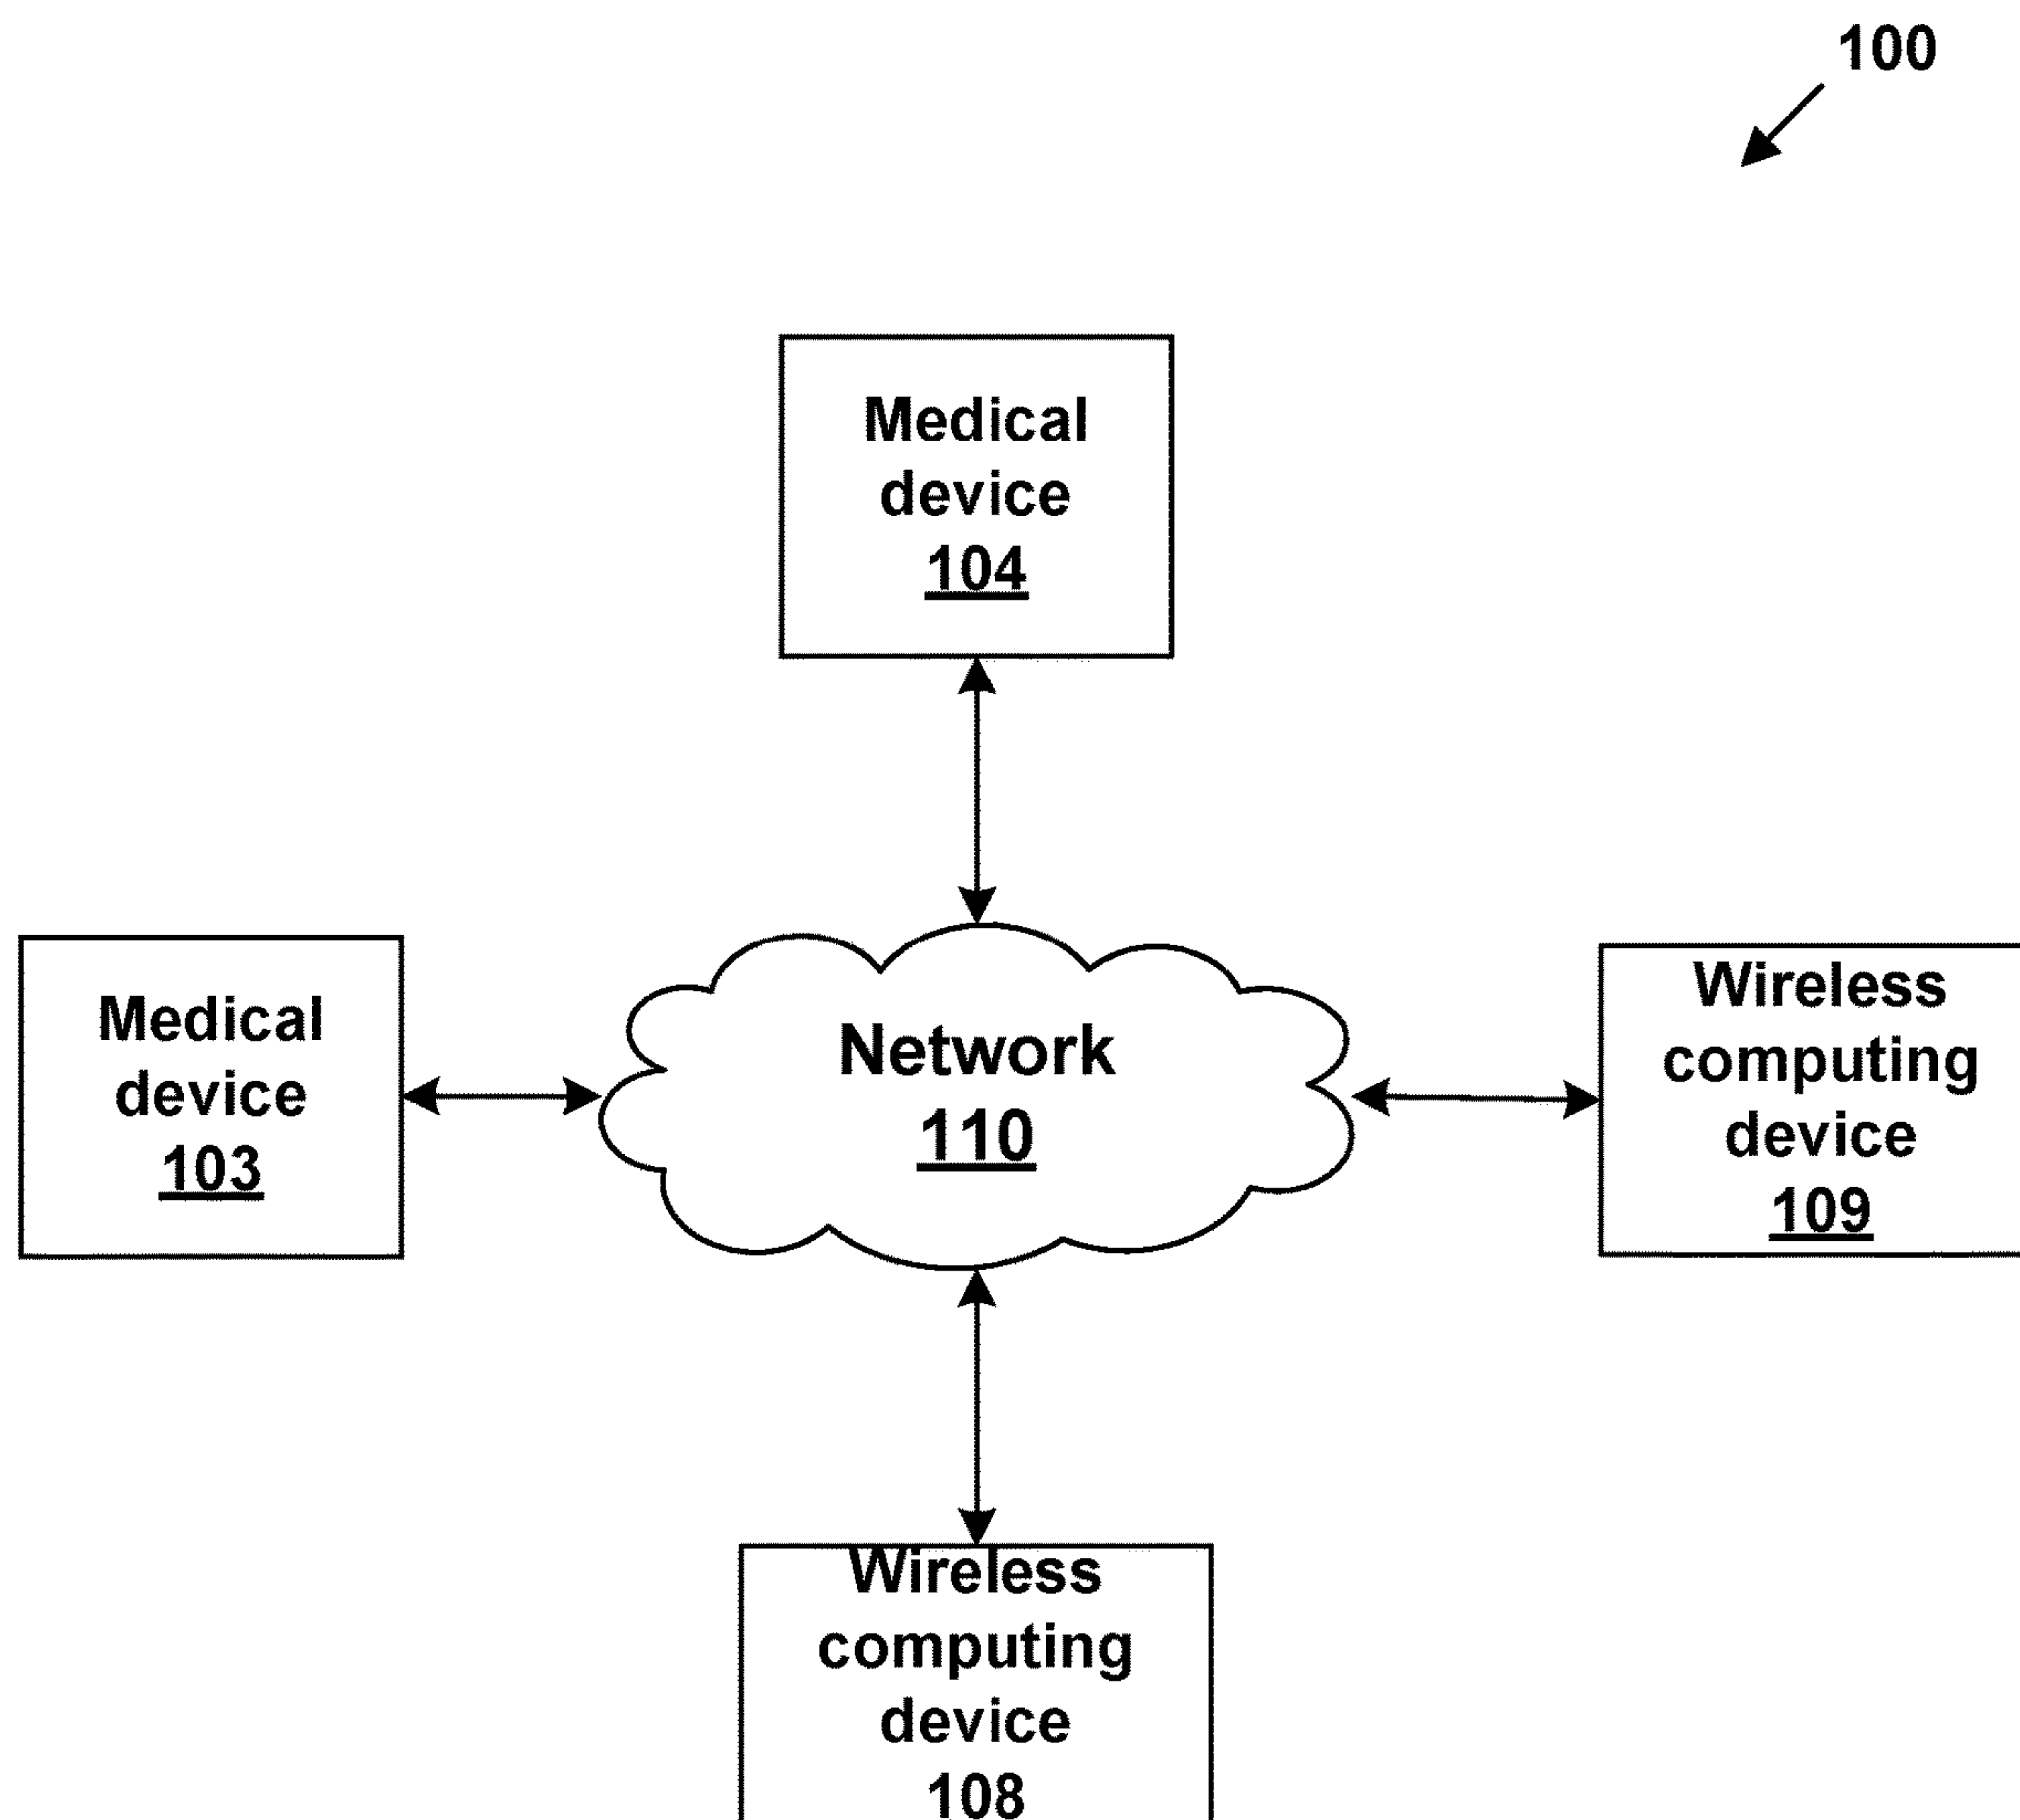 100
Medical
device
104
Medical
device
103
Network
110
Wireless
computing
device
109
Wireless
computing
device
108